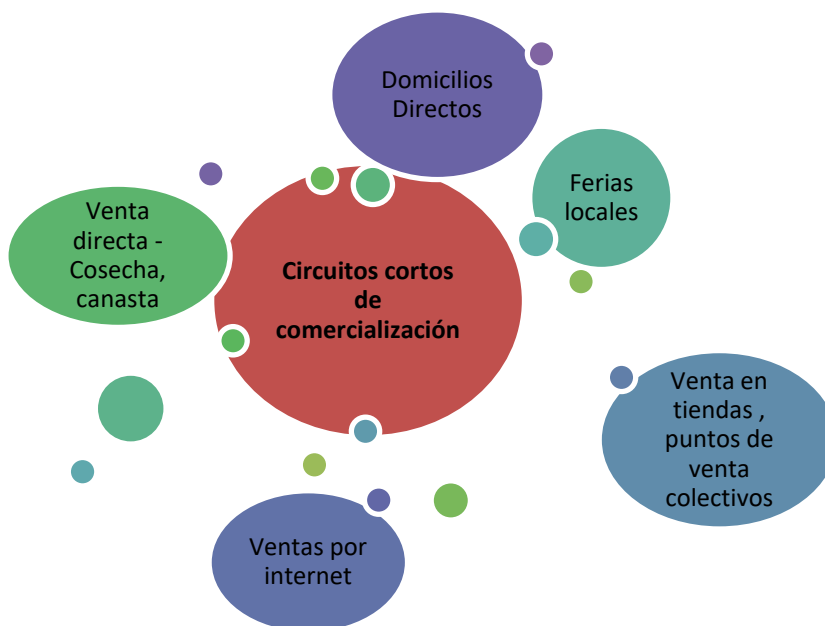 Domicilios
Directos
Ferias
locales
Venta
directa -
Cosecha,
canasta
Circuitos cortos
de
comercialización
Venta en
tiendas ,
puntos de
venta
colectivos
Ventas por
internet